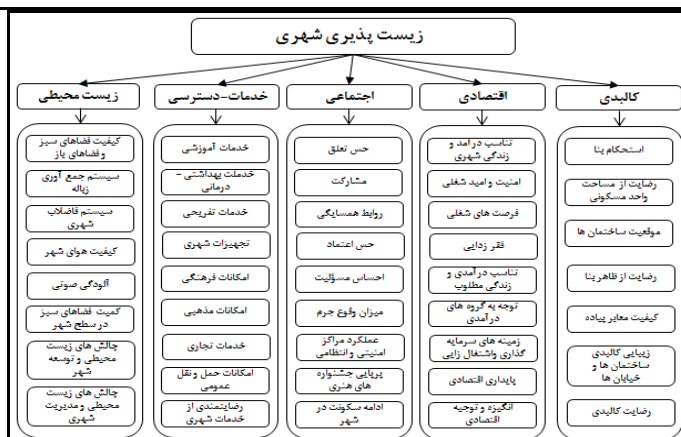 زیست پذیری شهری
کالبدی
اقتصادی
اجتماعی
خدمات-دسترسی
زیست محیطی
استحکام بنا
رضایت از مساحت
واحد مسکونی
موقعیت ساختمان ها
رضایت از ظاهر بنا
کیفیت معابر پیاده
زیبایی کالبدی
ساختمان ها و
خیابان ها
رضایت کالبدی
تناسب درآمد و
زندگی شهری
امنیت و امید شغلی
فرصت های شغلی
فقر زدایی
تناسب درآمدی و
زندگی مطلوب
توجه به گروه های
درآمدی
زمینه های سرمایه
گذاری واشتغال زایی
پایداری اقتصادی
انگیزه و توجیه
اقتصادی
حس تعلق
مشارکت
روابط همسایگی
حس اعتماد
احساس مسؤلیت
میزان وقوع جرم
عملکرد مراکز
امنیتی و انتظامی
برپایی جشنواره
های هنری
ادامه سکونت در
شهر
خدمات آموزشی
خدملت بهداشتی –
درمانی
خدمات تفریحی
تجهیزات شهری
امکانات فرهنگی
امکانات مذهبی
خدمات تجاری
امکانات حمل و نقل
عمومی
رضایتمندی از
خدمات شهری
کیفیت فضاهای سبز
و فضاهای باز
سیستم جمع آوری
زباله
سیستم فاضلاب
شهری
کیفیت هوای شهر
آلودگی صوتی
کمیت فضاهای سبز
در سطح شهر
چالش های زیست
محیطی و توسعه
شهر
چالش های زیست
محیطی و مدیریت
شهری